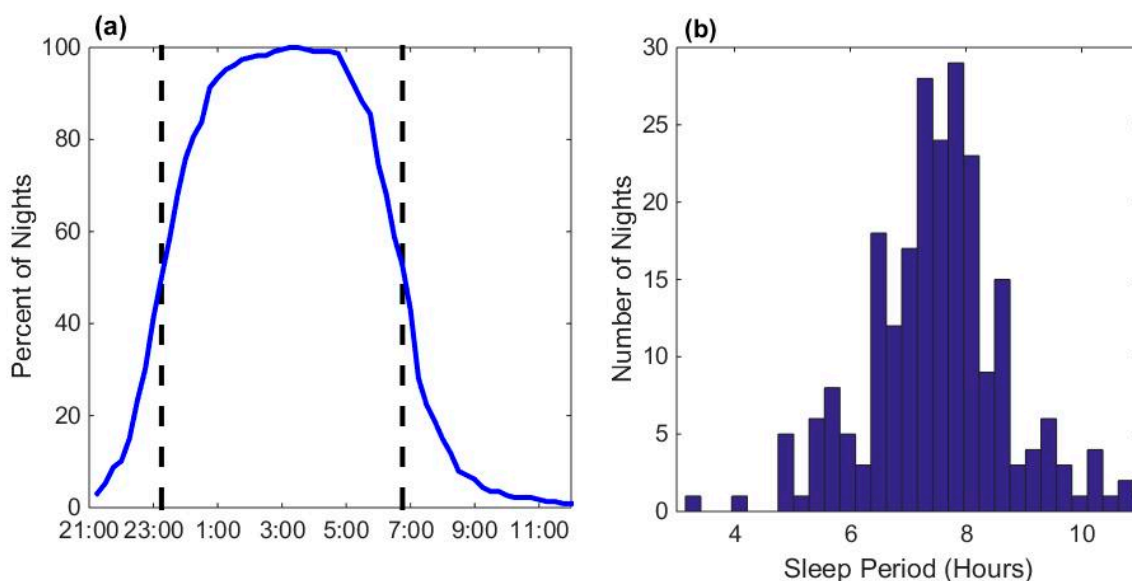 (a)
100
80
60
40
20
0
Percent of Nights
21:00 23:00 1:00 3:00 5:00 7:00 9:00 11:00
(b)
30
25
20
15
10
5
0
Number of Nights
4 6 8 10
Sleep Period (Hours)